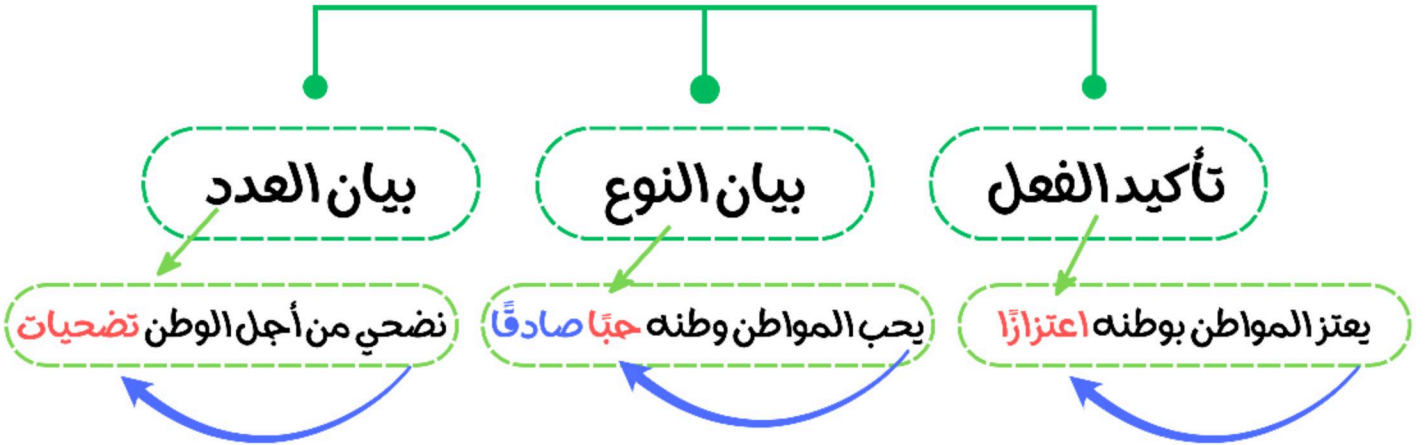 تأكيد الفعل
بيان النوع
بيان العدد
يعتز المواطن بوطنه اعتزازًا
يحب المواطن وطنه حبًا صادقًا
نضحي من أجل الوطن تضحيات